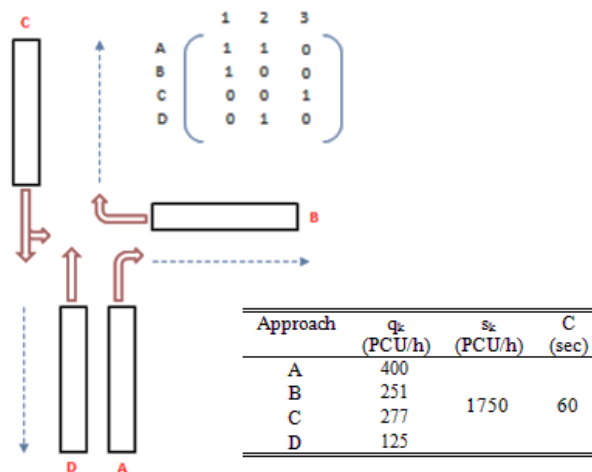 C
1 2 3
A 1 1 0
B 1 0 0
C 0 0 1
D 0 1 0
B
D A
Approach qk (PCU/h) sk (PCU/h) C (sec)
A 400
B 251
C 277
D 125
1750 60